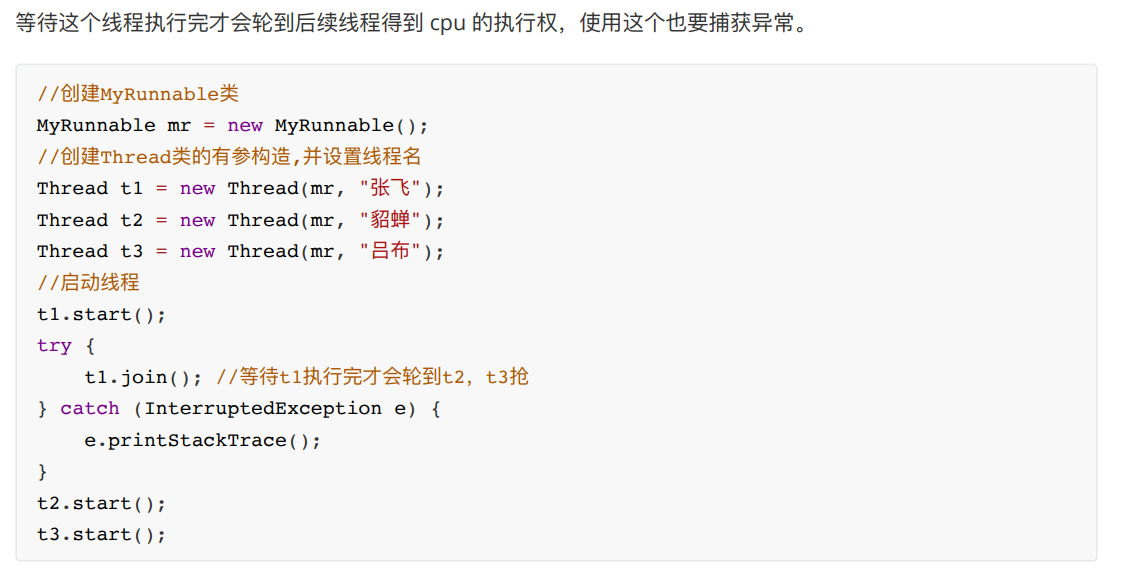 等待这个线程执行完才会轮到后续线程得到 cpu 的执行权，使用这个也要捕获异常。
//创建MyRunnable类
MyRunnable mr = new MyRunnable();
//创建Thread类的有参构造,并设置线程名
Thread t1 = new Thread(mr, "张飞");
Thread t2 = new Thread(mr, "貂蝉");
Thread t3 = new Thread(mr, "吕布");
//启动线程
t1.start();
try {
    t1.join(); //等待t1执行完才会轮到t2，t3抢
} catch (InterruptedException e) {
    e.printStackTrace();
}
t2.start();
t3.start();